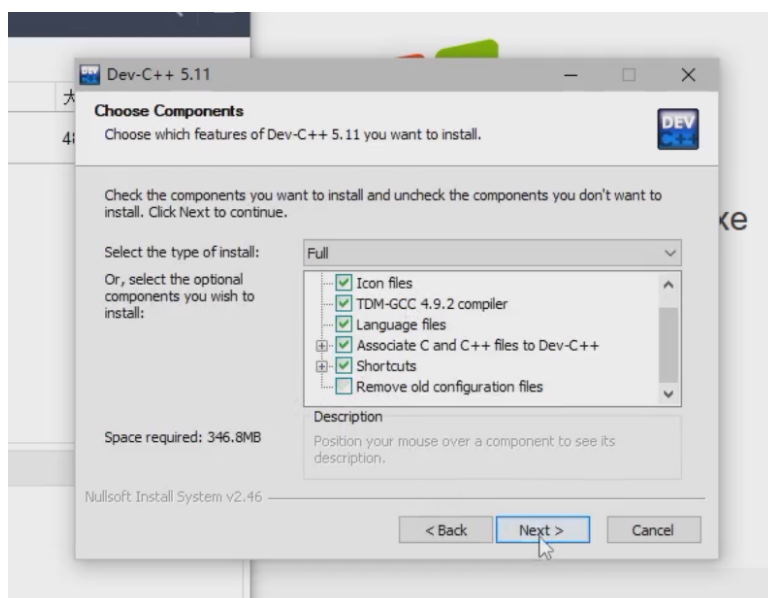 Dev-C++ 5.11
Choose Components
Choose which features of Dev-C++ 5.11 you want to install.
DEV
C++
Check the components you want to install and uncheck the components you don't want to
install. Click Next to continue.
xe
Select the type of install:
Full
Or, select the optional
components you wish to
install:
Icon files
TDM-GCC 4.9.2 compiler
Language files
Associate C and C++ files to Dev-C++
Shortcuts
Remove old configuration files
Space required: 346.8MB
Description
Position your mouse over a component to see its
description.
Nullsoft Install System v2.46
< Back
Next >
Cancel